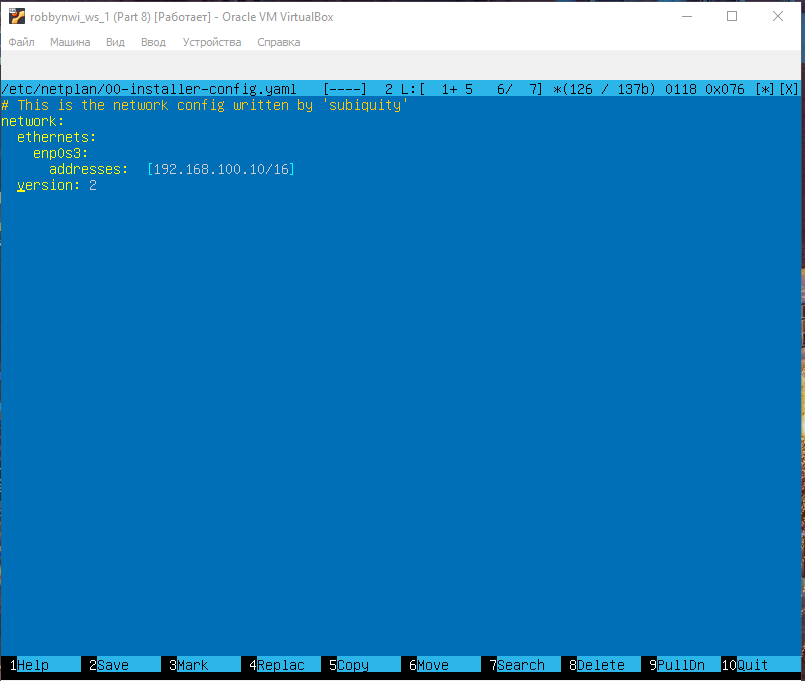 robbynwi_ws_1 (Part 8) [Работает] - Oracle VM VirtualBox
Файл Машина Вид Ввод Устройства Справка
/etc/netplan/00-installer-config.yaml [----] 2 L:[ 1+ 5 6/ 7] *(126 / 137b) 0118 0x076 [*][X]
# This is the network config written by 'subiquity'
network:
  ethernets:
    enp0s3:
      addresses: [192.168.100.10/16]
  version: 2
1Help 2Save 3Mark 4Replac 5Copy 6Move 7Search 8Delete 9PullDn 10Quit